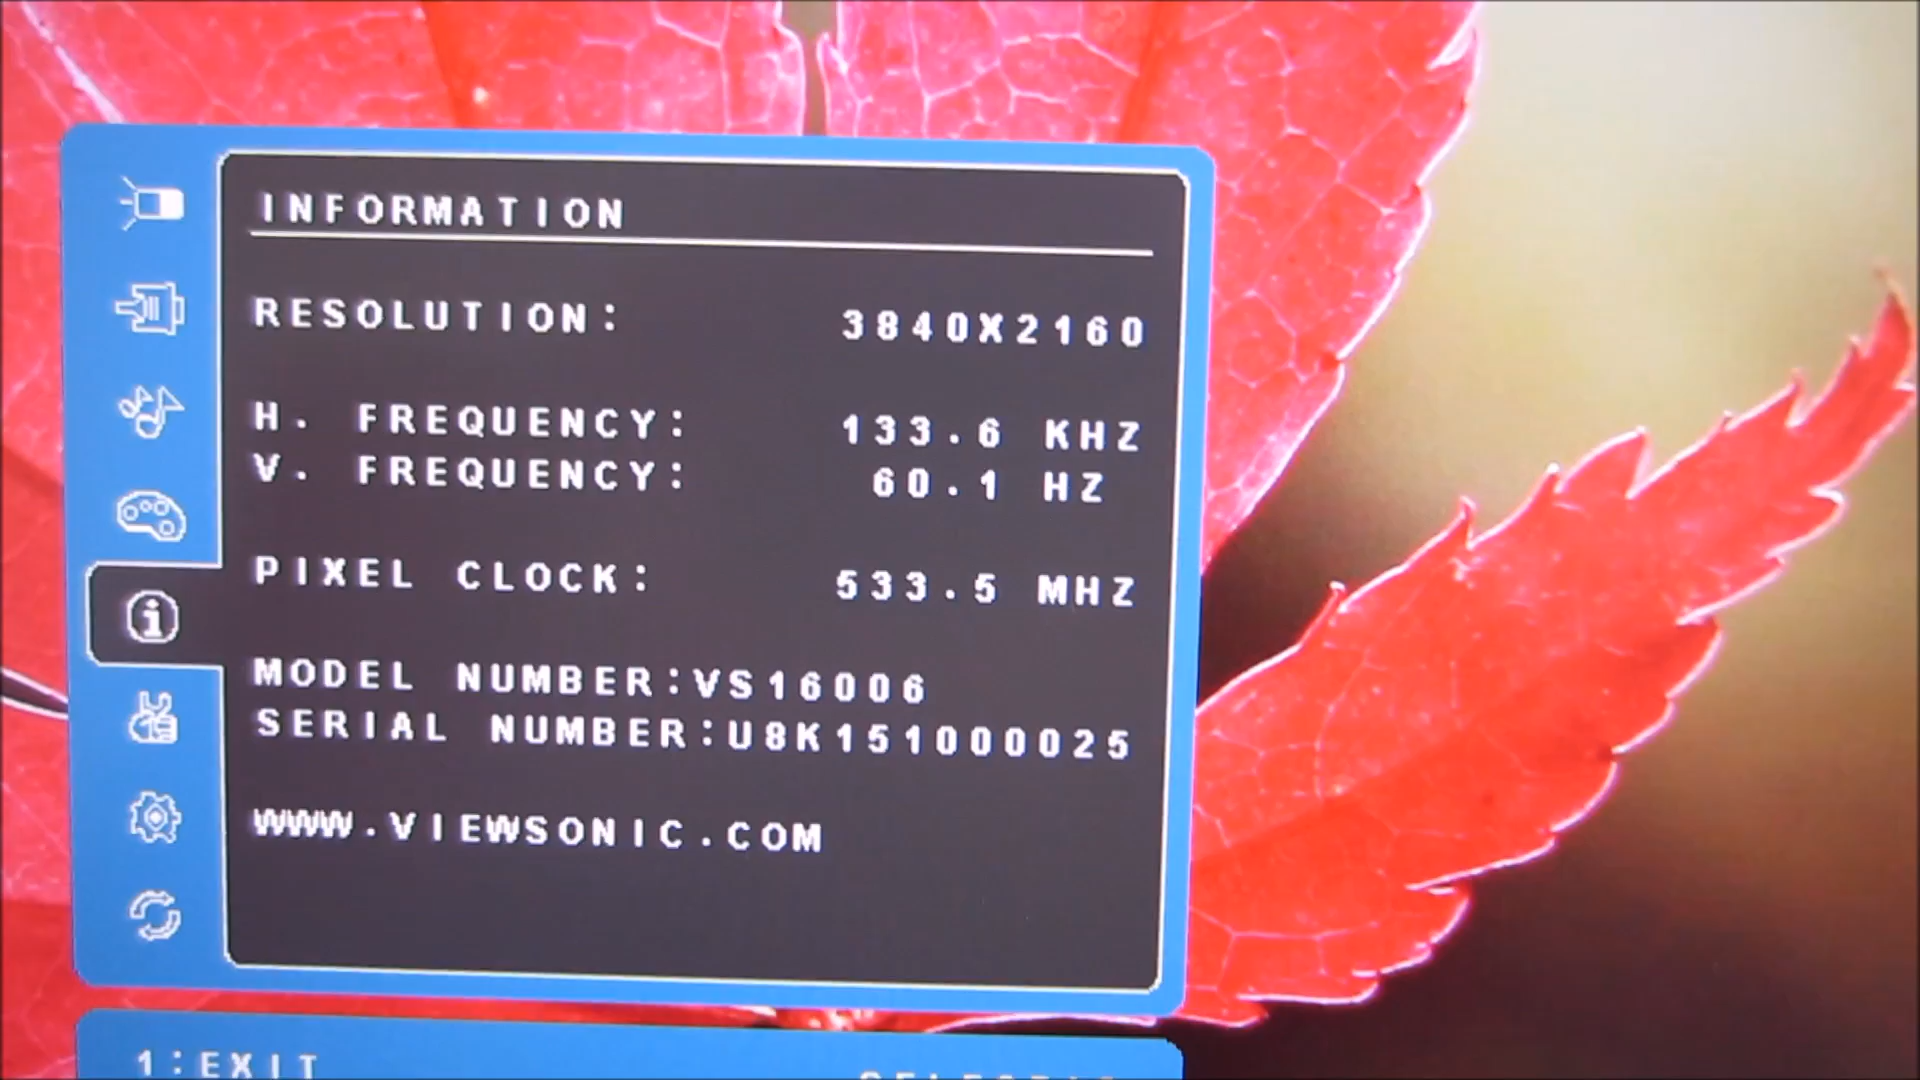 INFORMATION
RESOLUTION: 3840X2160
H. FREQUENCY: 133.6 KHZ
V. FREQUENCY: 60.1 HZ
PIXEL CLOCK: 533.5 MHZ
MODEL NUMBER:VS16006
SERIAL NUMBER:U8K151000025
WWW.VIEWSONIC.COM
1:EXIT